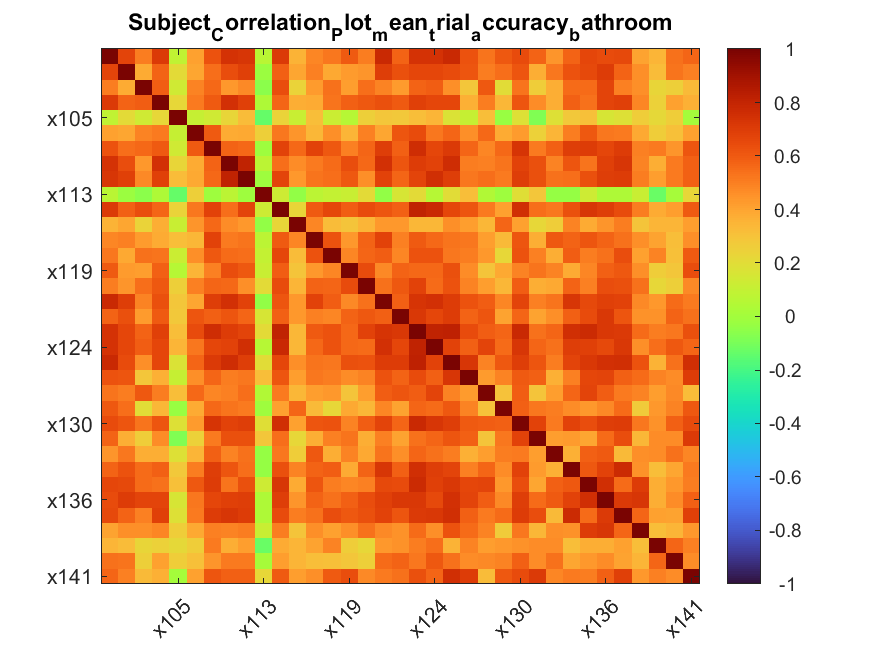 Subject_Correlation_Plot_mean_trial_accuracy_bathroom
x105
x113
x119
x124
x130
x136
x141
x105
x113
x119
x124
x130
x136
x141
1
0.8
0.6
0.4
0.2
0
-0.2
-0.4
-0.6
-0.8
-1